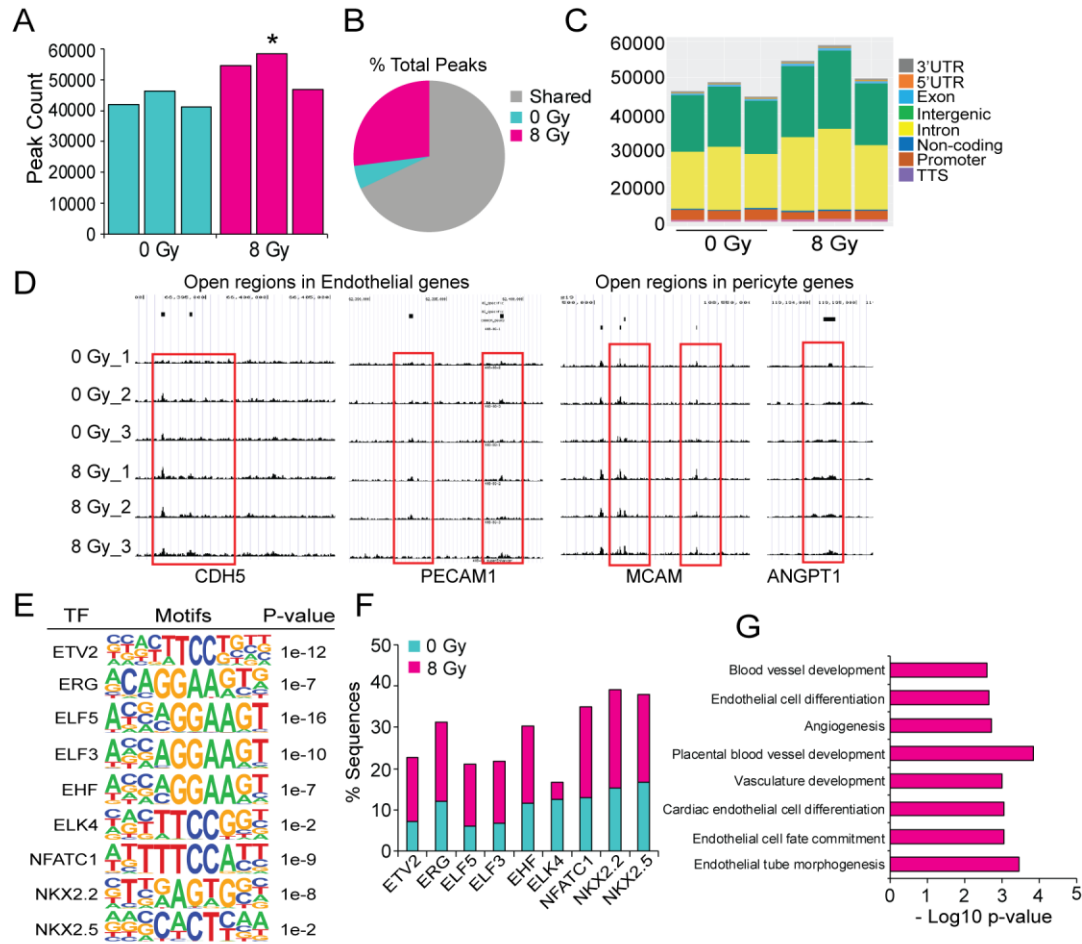 A
60000
50000
40000
30000
20000
10000
0
Peak Count
*
0 Gy
8 Gy
B
% Total Peaks
Shared
0 Gy
8 Gy
C
60000
50000
40000
30000
20000
10000
0
0 Gy
8 Gy
3'UTR
5'UTR
Exon
Intergenic
Intron
Non-coding
Promoter
TTS
D
Open regions in Endothelial genes
Open regions in pericyte genes
0 Gy_1
0 Gy_2
0 Gy_3
8 Gy_1
8 Gy_2
8 Gy_3
CDH5
PECAM1
MCAM
ANGPT1
E
TF Motifs P-value
ETV2 1e-12
ERG 1e-7
ELF5 1e-16
ELF3 1e-10
EHF 1e-7
ELK4 1e-2
NFATC1 1e-9
NKX2.2 1e-8
NKX2.5 1e-2
F
0 Gy
8 Gy
50
40
30
20
10
0
% Sequences
ETV2
ERG
ELF5
ELF3
EHF
ELK4
NFATC1
NKX2.2
NKX2.5
G
Blood vessel development
Endothelial cell differentiation
Angiogenesis
Placental blood vessel development
Vasculature development
Cardiac endothelial cell differentiation
Endothelial cell fate commitment
Endothelial tube morphogenesis
0 1 2 3 4 5
- Log10 p-value